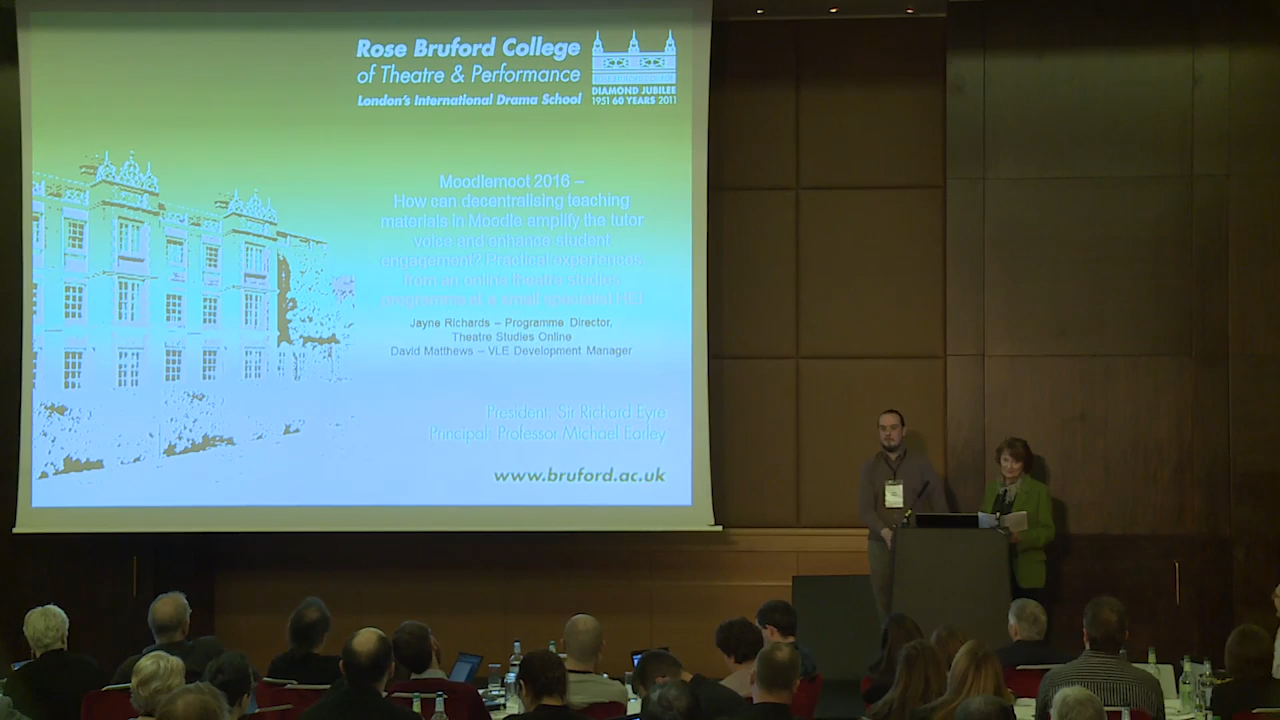 Rose Bruford College
of Theatre & Performance
London's International Drama School
DIAMOND JUBILEE
1951 60 YEARS 2011
Moodlemoot 2016 –
How can decentralising teaching
materials in Moodle amplify the tutor
voice and enhance student
engagement? Practical experiences
from an online theatre studies
programme at a small specialist HEI
Jayne Richards – Programme Director,
Theatre Studies Online
David Matthews – VLE Development Manager
President: Sir Richard Eyre
Principal: Professor Michael Earley
www.bruford.ac.uk